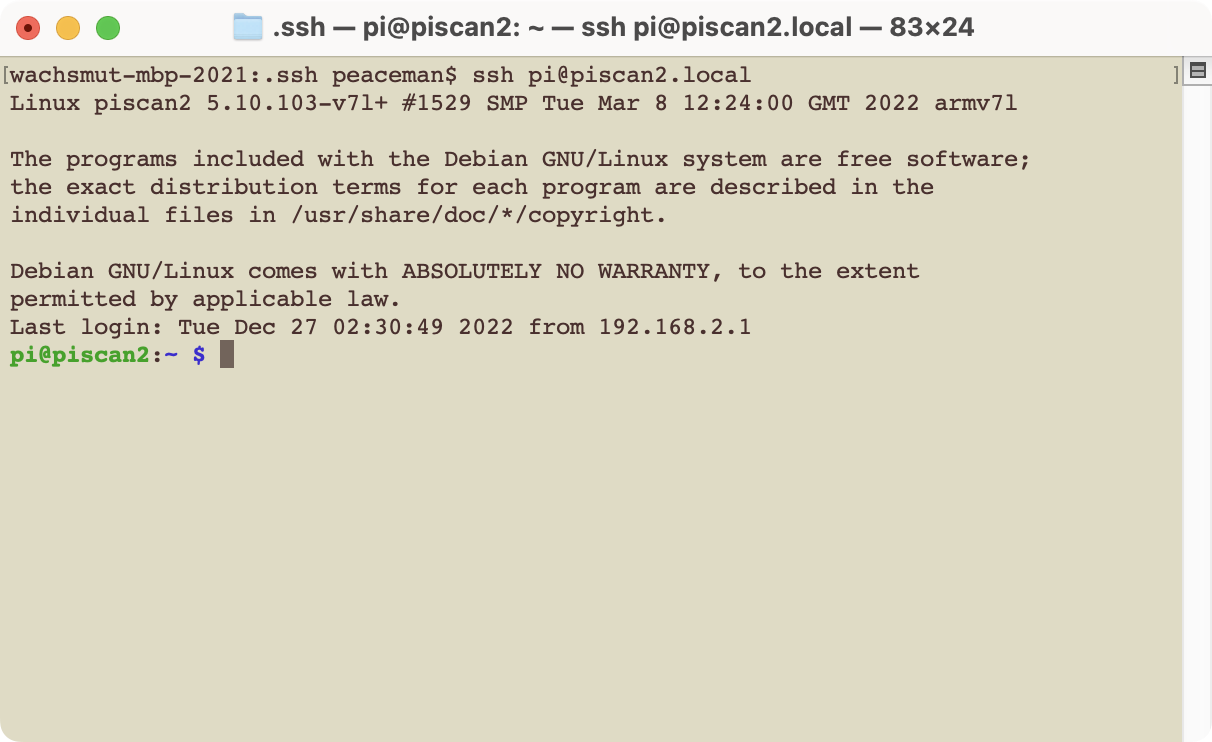 .ssh — pi@piscan2: ~ — ssh pi@piscan2.local — 83×24
[wachsmut-mbp-2021:.ssh peaceman$ ssh pi@piscan2.local ]
Linux piscan2 5.10.103-v7l+ #1529 SMP Tue Mar 8 12:24:00 GMT 2022 armv7l
The programs included with the Debian GNU/Linux system are free software;
the exact distribution terms for each program are described in the
individual files in /usr/share/doc/*/copyright.
Debian GNU/Linux comes with ABSOLUTELY NO WARRANTY, to the extent
permitted by applicable law.
Last login: Tue Dec 27 02:30:49 2022 from 192.168.2.1
pi@piscan2:~ $